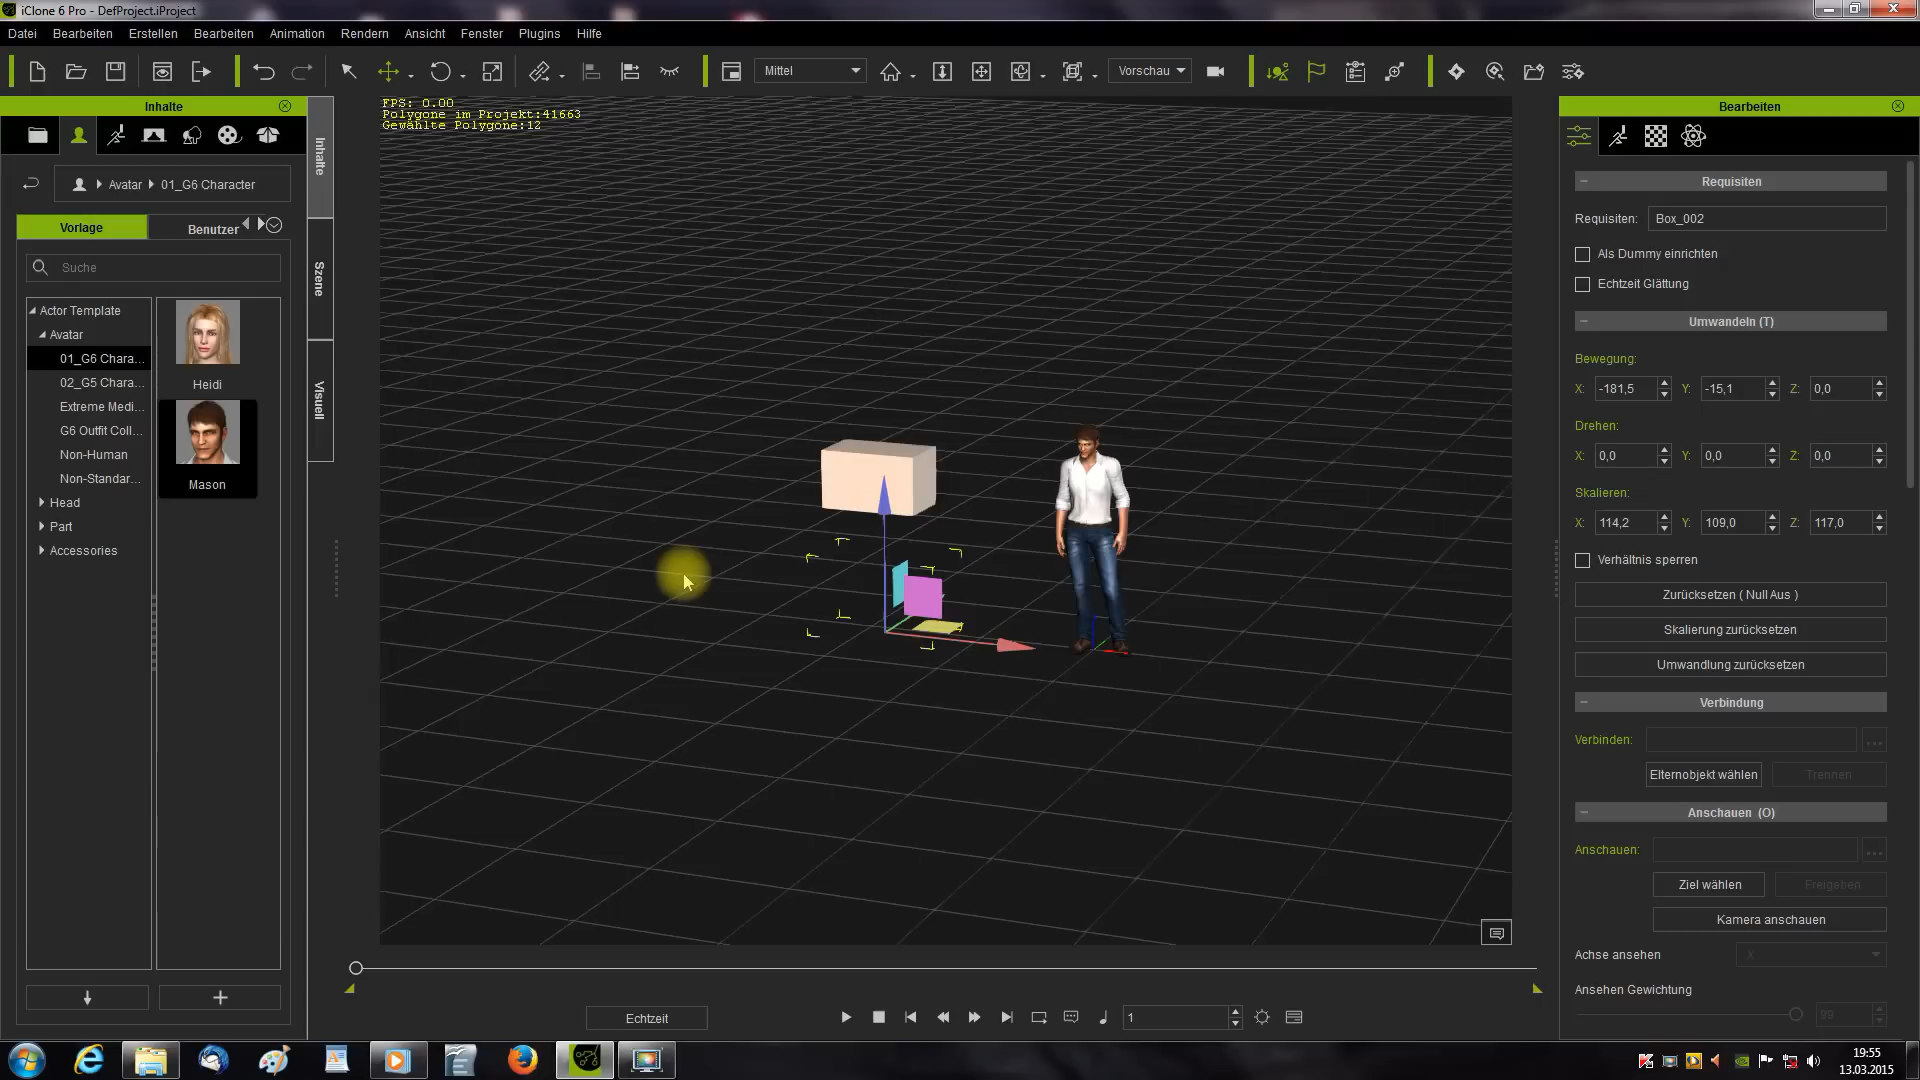 iClone 6 Pro - DefProject.iProject
Datei Bearbeiten Erstellen Bearbeiten Animation Rendern Ansicht Fenster Plugins Hilfe
Mittel Vorschau
Inhalte
Avatar 01_G6 Character
Vorlage Benutzer
Suche
Actor Template
Avatar
01_G6 Chara...
02_G5 Chara...
Extreme Medi...
G6 Outfit Coll...
Non-Human
Non-Standar...
Head
Part
Accessories
Heidi
Mason
Inhalte
Szene
Visuell
FPS: 0.00
Polygone im Projekt:41663
Gewählte Polygone:12
Echtzeit
1
Bearbeiten
Requisiten
Requisiten: Box_002
Als Dummy einrichten
Echtzeit Glättung
Umwandeln (T)
Bewegung:
X: -181,5 Y: -15,1 Z: 0,0
Drehen:
X: 0,0 Y: 0,0 Z: 0,0
Skalieren:
X: 114,2 Y: 109,0 Z: 117,0
Verhältnis sperren
Zurücksetzen ( Null Aus )
Skalierung zurücksetzen
Umwandlung zurücksetzen
Verbindung
Verbinden: ...
Elternobjekt wählen Trennen
Anschauen (O)
Anschauen: ...
Ziel wählen Freigeben
Kamera anschauen
Achse ansehen X
Ansehen Gewichtung
99
19:55
13.03.2015